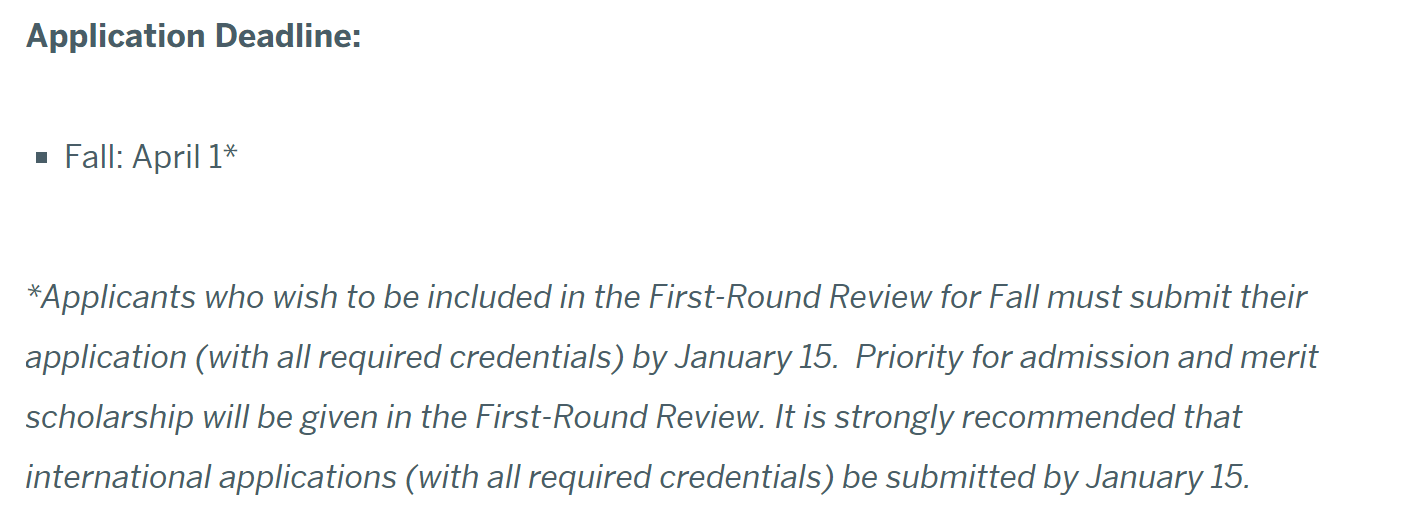 Application Deadline:
▪ Fall: April 1*
*Applicants who wish to be included in the First-Round Review for Fall must submit their
application (with all required credentials) by January 15.  Priority for admission and merit
scholarship will be given in the First-Round Review. It is strongly recommended that
international applications (with all required credentials) be submitted by January 15.